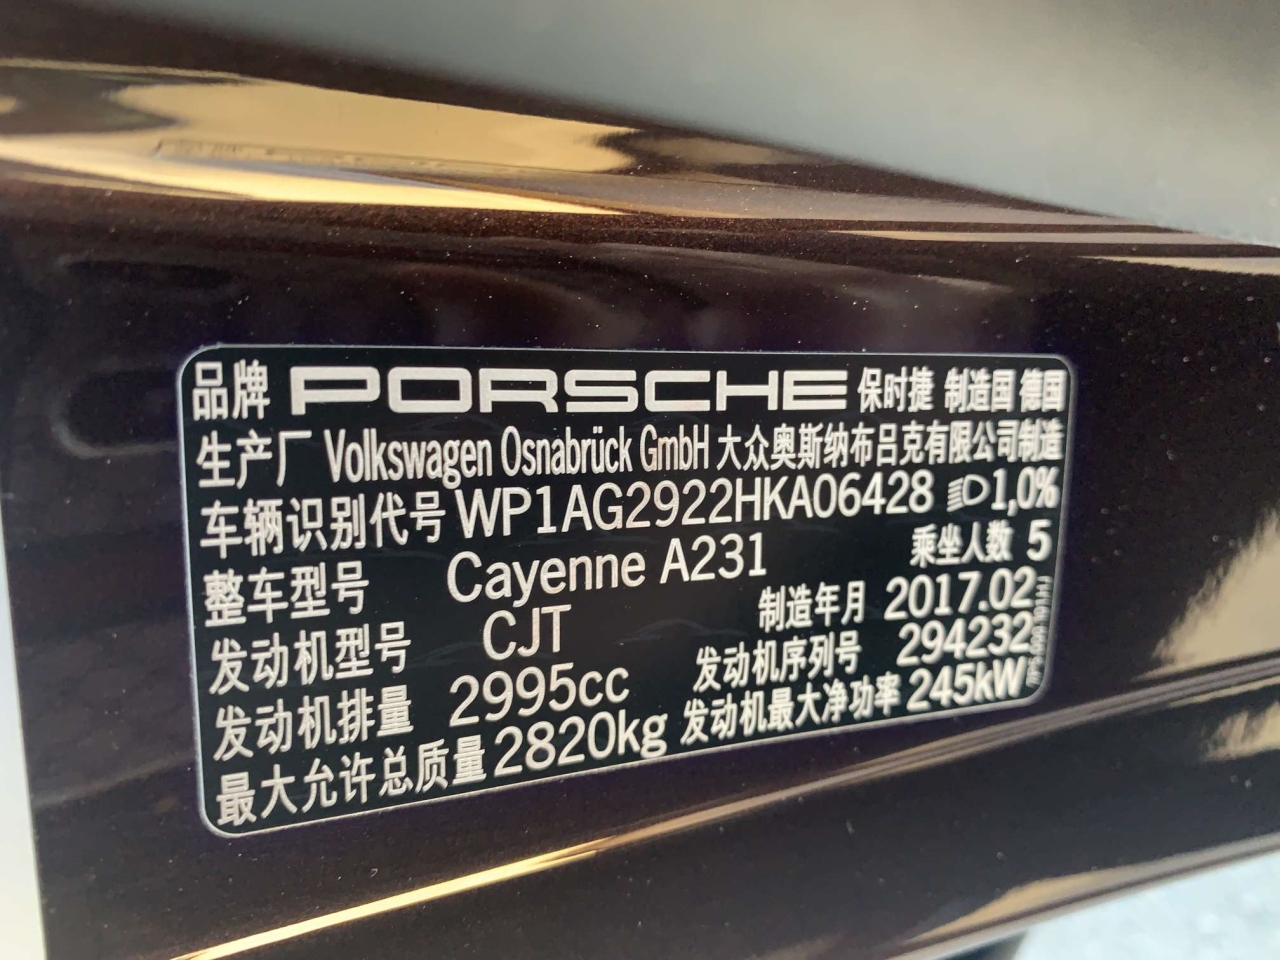 品牌 PORSCHE 保时捷 制造国 德国
生产厂 Volkswagen Osnabrück GmbH 大众奥斯纳布吕克有限公司制造
车辆识别代号 WP1AG2922HKA06428 1,0%
整车型号 Cayenne A231 乘坐人数 5
发动机型号 CJT 制造年月 2017.02
发动机排量 2995cc 发动机序列号 294232
最大允许总质量 2820kg 发动机最大净功率 245kW